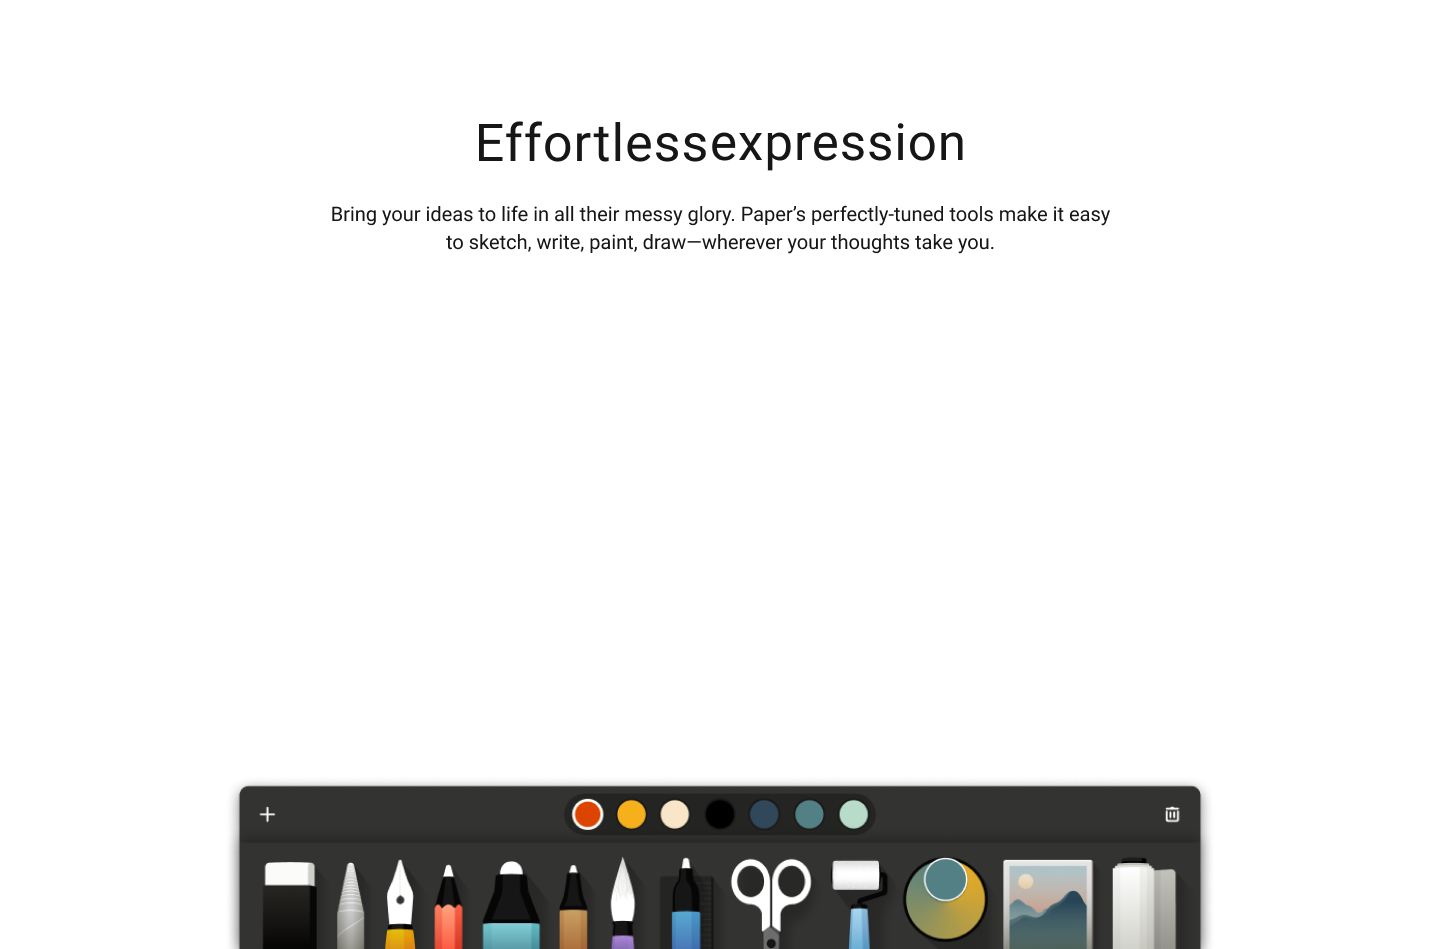 Effortlessexpression
Bring your ideas to life in all their messy glory. Paper’s perfectly-tuned tools make it easy
to sketch, write, paint, draw—wherever your thoughts take you.